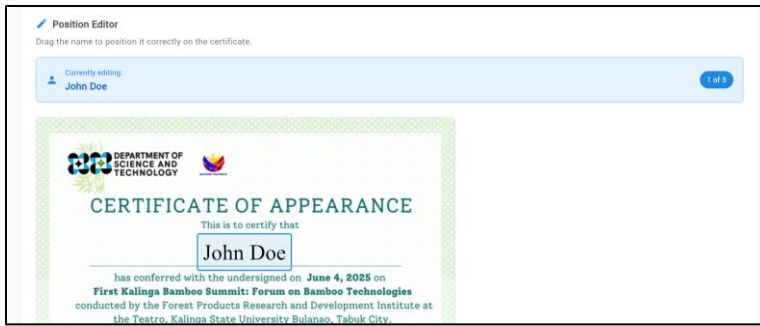 Position Editor
Drag the name to position it correctly on the certificate.
Currently editing:
John Doe
1 of 3
DEPARTMENT OF
SCIENCE AND
TECHNOLOGY
CERTIFICATE OF APPEARANCE
This is to certify that
John Doe
has conferred with the undersigned on June 4, 2025 on
First Kalinga Bamboo Summit: Forum on Bamboo Technologies
conducted by the Forest Products Research and Development Institute at
the Teatro, Kalinga State University Bulanao, Tabuk City.